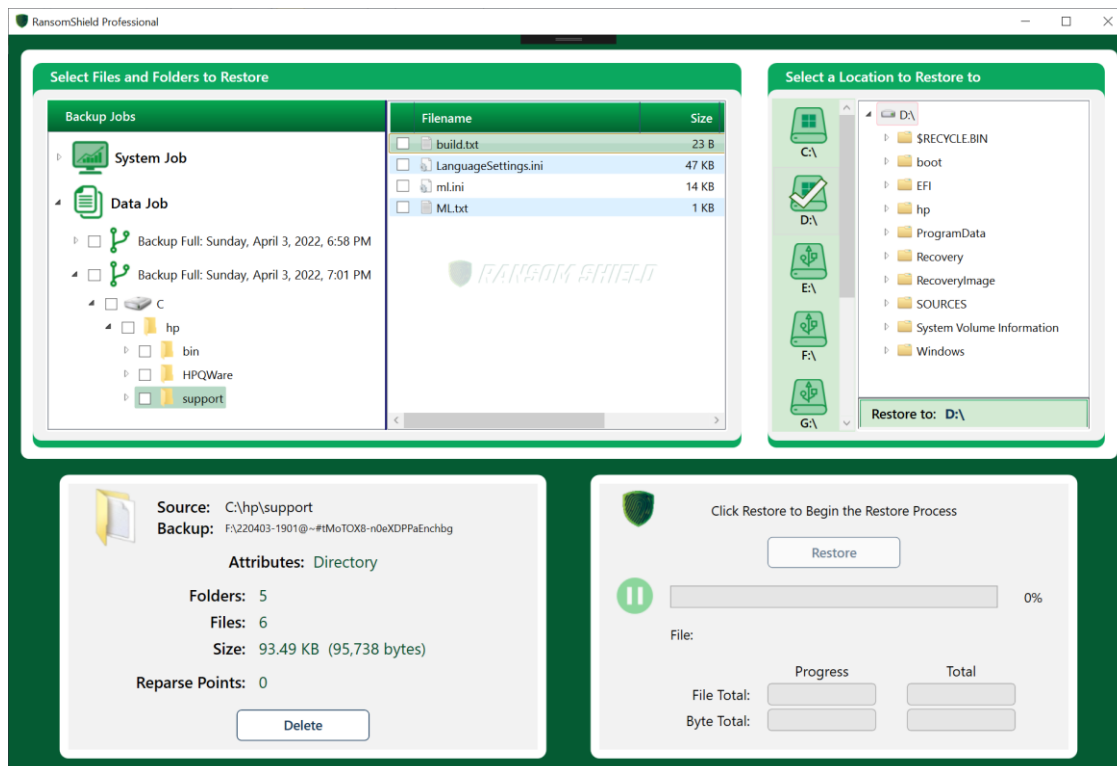 RansomShield Professional
Select Files and Folders to Restore
Backup Jobs
System Job
Data Job
Backup Full: Sunday, April 3, 2022, 6:58 PM
Backup Full: Sunday, April 3, 2022, 7:01 PM
C
hp
bin
HPQWare
support
Filename Size
build.txt 23 B
LanguageSettings.ini 47 KB
ml.ini 14 KB
ML.txt 1 KB
RANSOM SHIELD
Select a Location to Restore to
C:\
D:\
E:\
F:\
G:\
D:\
$RECYCLE.BIN
boot
EFI
hp
ProgramData
Recovery
RecoveryImage
SOURCES
System Volume Information
Windows
Restore to: D:\
Source: C:\hp\support
Backup: F:\220403-1901@~#tMoTOX8-n0eXDPPaEnchbg
Attributes: Directory
Folders: 5
Files: 6
Size: 93.49 KB (95,738 bytes)
Reparse Points: 0
Delete
Click Restore to Begin the Restore Process
Restore
0%
File:
Progress Total
File Total:
Byte Total: